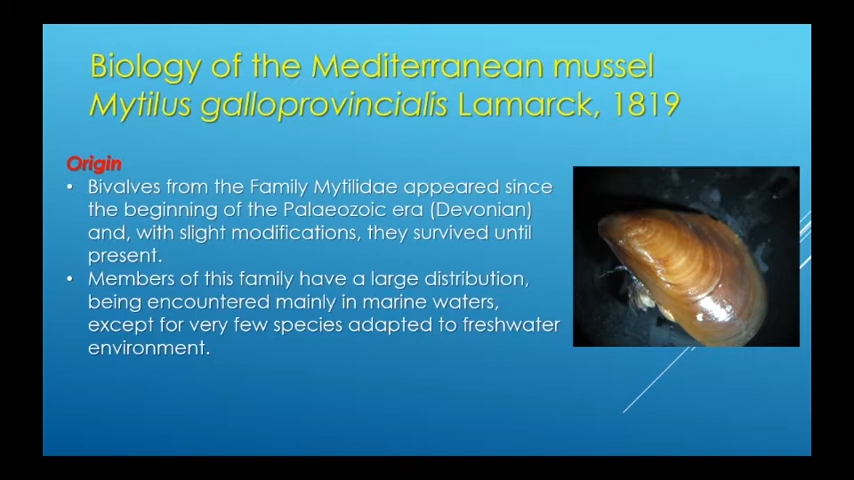 Biology of the Mediterranean mussel
Mytilus galloprovincialis Lamarck, 1819
Origin
• Bivalves from the Family Mytilidae appeared since
the beginning of the Palaeozoic era (Devonian)
and, with slight modifications, they survived until
present.
• Members of this family have a large distribution,
being encountered mainly in marine waters,
except for very few species adapted to freshwater
environment.